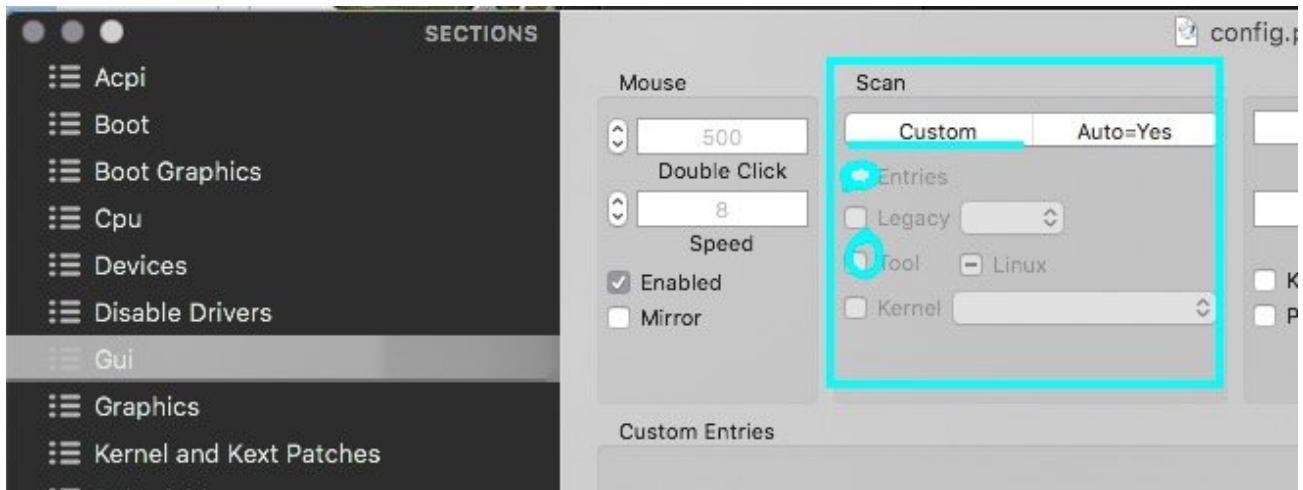 SECTIONS
Acpi
Boot
Boot Graphics
Cpu
Devices
Disable Drivers
Gui
Graphics
Kernel and Kext Patches
config.p
Mouse
500
Double Click
8
Speed
Enabled
Mirror
Scan
Custom Auto=Yes
Entries
Legacy
Tool Linux
Kernel
K
P
Custom Entries